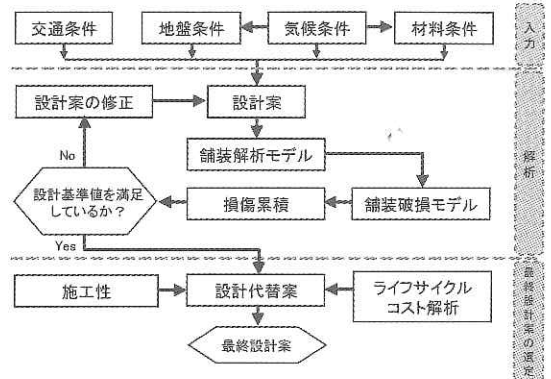 交通条件
地盤条件
気候条件
材料条件
入力
設計案の修正
設計案
舗装解析モデル
No
設計基準値を満足
しているか？
損傷累積
舗装破損モデル
解析
Yes
施工性
設計代替案
ライフサイクル
コスト解析
最終設計案
最終設計案の選定